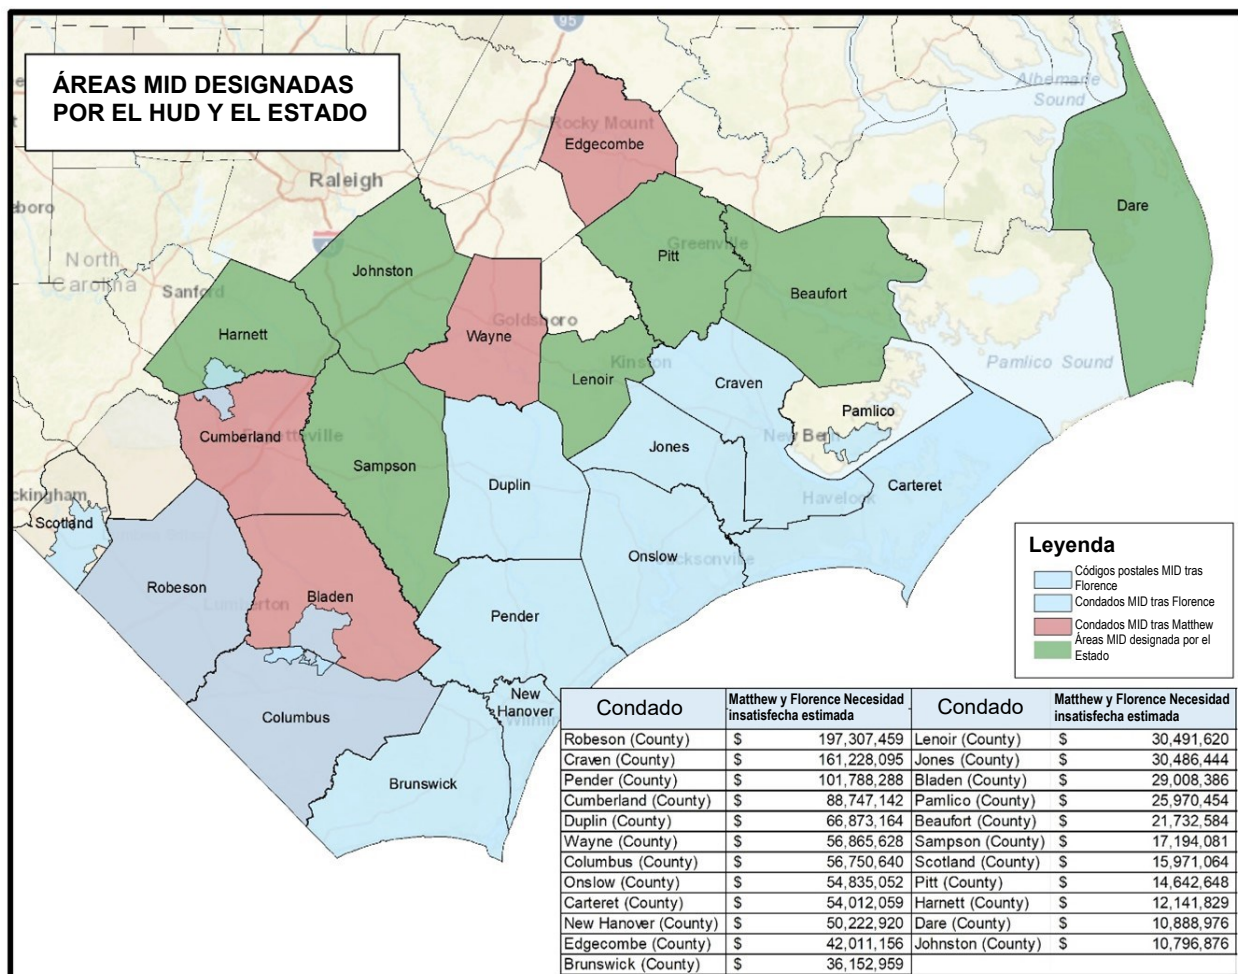 95
ÁREAS MID DESIGNADAS
POR EL HUD Y EL ESTADO
Albemarle
Sound
Rocky Mount
Edgecombe
Raleigh
boro
Dare
Greenville
Pitt
North
Carolina
Johnston
Sanford
Beaufort
Goldsboro
Harnett
Wayne
Kinston
Pamlico Sound
Lenoir
Craven
Pamlico
Cumberland
Fayetteville
New Bern
Jones
Sampson
Duplin
Carteret
Havelock
ckingham
Scotland
Onslow
Jacksonville
Robeson
Lumberton
Bladen
Pender
New
Hanover
Wilmin
Columbus
Brunswick
Leyenda
Códigos postales MID tras
Florence
Condados MID tras Florence
Condados MID tras Matthew
Áreas MID designada por el
Estado
Condado Matthew y Florence Necesidad insatisfecha estimada Condado Matthew y Florence Necesidad insatisfecha estimada
Robeson (County) $ 197,307,459 Lenoir (County) $ 30,491,620
Craven (County) $ 161,228,095 Jones (County) $ 30,486,444
Pender (County) $ 101,788,288 Bladen (County) $ 29,008,386
Cumberland (County) $ 88,747,142 Pamlico (County) $ 25,970,454
Duplin (County) $ 66,873,164 Beaufort (County) $ 21,732,584
Wayne (County) $ 56,865,628 Sampson (County) $ 17,194,081
Columbus (County) $ 56,750,640 Scotland (County) $ 15,971,064
Onslow (County) $ 54,835,052 Pitt (County) $ 14,642,648
Carteret (County) $ 54,012,059 Harnett (County) $ 12,141,829
New Hanover (County) $ 50,222,920 Dare (County) $ 10,888,976
Edgecombe (County) $ 42,011,156 Johnston (County) $ 10,796,876
Brunswick (County) $ 36,152,959